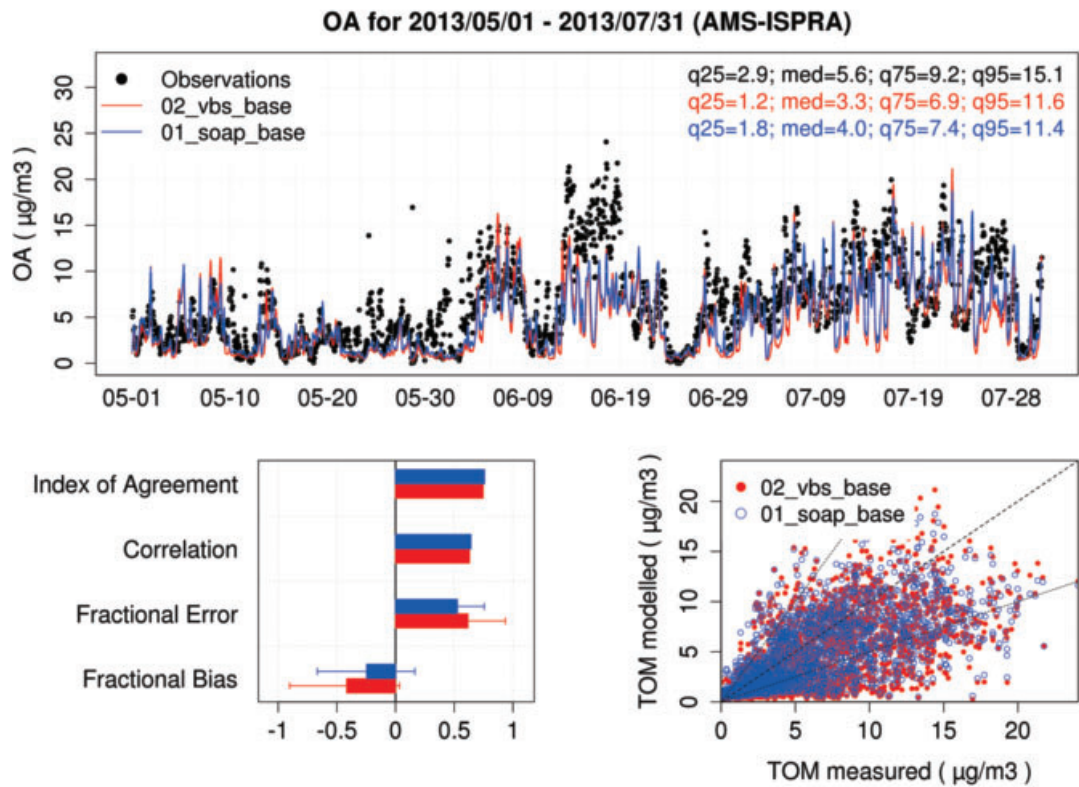 OA for 2013/05/01 - 2013/07/31 (AMS-ISPRA)
Observations
02_vbs_base
01_soap_base
q25=2.9; med=5.6; q75=9.2; q95=15.1
q25=1.2; med=3.3; q75=6.9; q95=11.6
q25=1.8; med=4.0; q75=7.4; q95=11.4
OA ( µg/m3 )
30
25
20
15
10
5
0
05-01 05-10 05-20 05-30 06-09 06-19 06-29 07-09 07-19 07-28
Index of Agreement
Correlation
Fractional Error
Fractional Bias
-1 -0.5 0 0.5 1
TOM modelled ( µg/m3 )
02_vbs_base
01_soap_base
20
15
10
5
0
0 5 10 15 20
TOM measured ( µg/m3 )